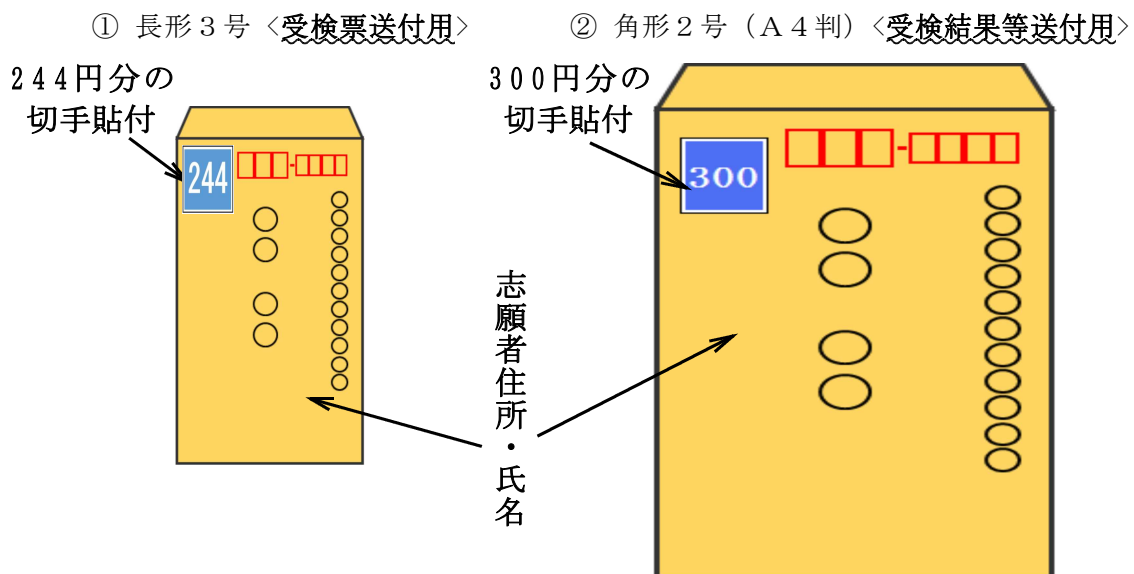 ① 長形３号 <受検票送付用>
244円分の
切手貼付
244
② 角形２号（Ａ４判）<受検結果等送付用>
300円分の
切手貼付
300
志願者住所・氏名